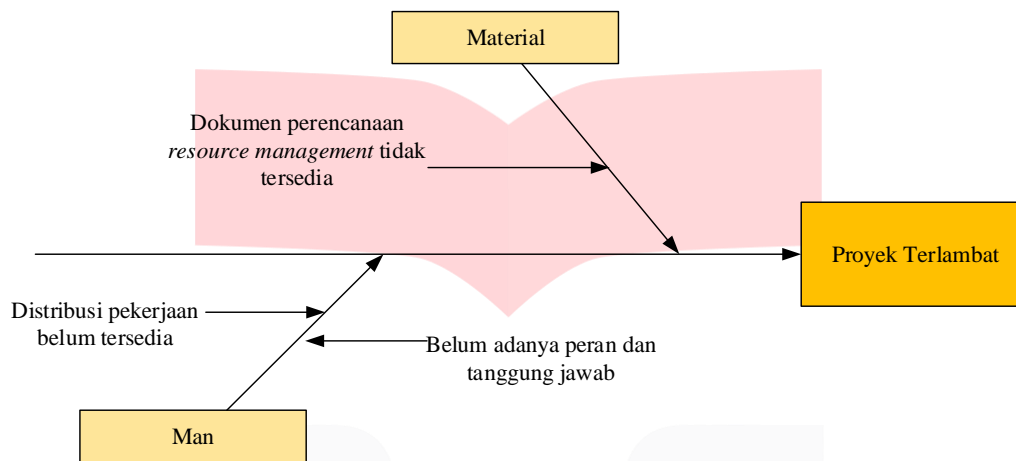 Material
Dokumen perencanaan
resource management tidak
tersedia
Proyek Terlambat
Distribusi pekerjaan
belum tersedia
Belum adanya peran dan
tanggung jawab
Man